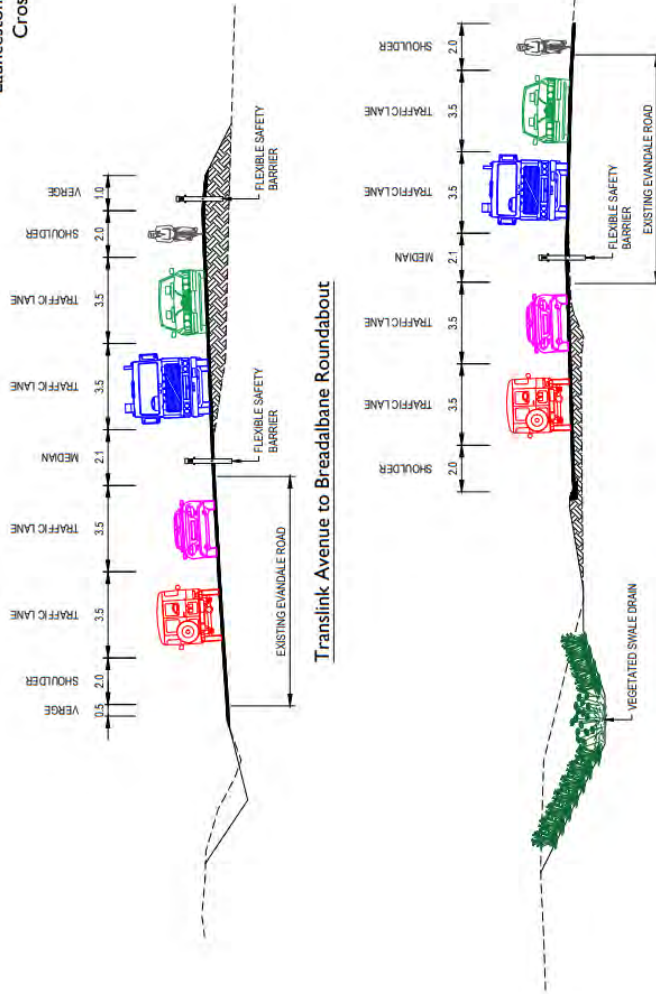 Launceston
Cros
VERGE
SHOULDER
TRAFFIC LANE
TRAFFIC LANE
MEDIAN
TRAFFIC LANE
TRAFFIC LANE
SHOULDER
VERGE
0.5
2.0
3.5
3.5
2.1
3.5
3.5
2.0
1.0
EXISTING EVANDALE ROAD
FLEXIBLE SAFETY
BARRIER
FLEXIBLE SAFETY
BARRIER
Translink Avenue to Breadalbane Roundabout
SHOULDER
TRAFFIC LANE
TRAFFIC LANE
MEDIAN
TRAFFIC LANE
TRAFFIC LANE
SHOULDER
2.0
3.5
3.5
2.1
3.5
3.5
2.0
VEGETATED SWALE DRAIN
FLEXIBLE SAFETY
BARRIER
EXISTING EVANDALE ROAD